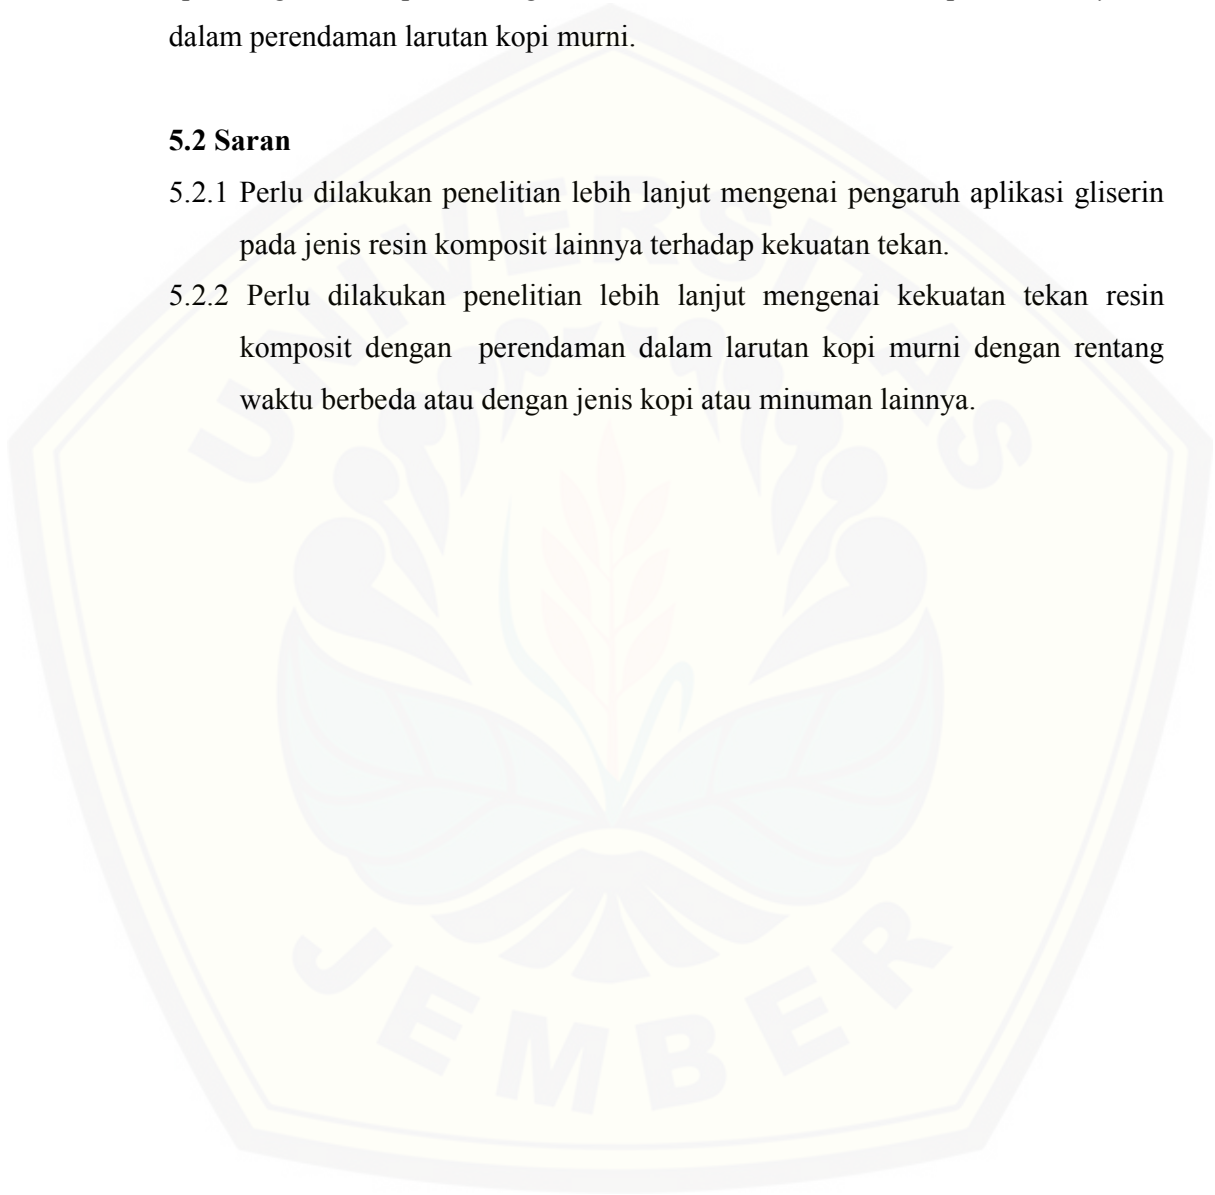 dalam perendaman larutan kopi murni.
5.2 Saran
5.2.1 Perlu dilakukan penelitian lebih lanjut mengenai pengaruh aplikasi gliserin
pada jenis resin komposit lainnya terhadap kekuatan tekan.
5.2.2 Perlu dilakukan penelitian lebih lanjut mengenai kekuatan tekan resin
komposit dengan perendaman dalam larutan kopi murni dengan rentang
waktu berbeda atau dengan jenis kopi atau minuman lainnya.
UNIVERSITAS
JEMBER